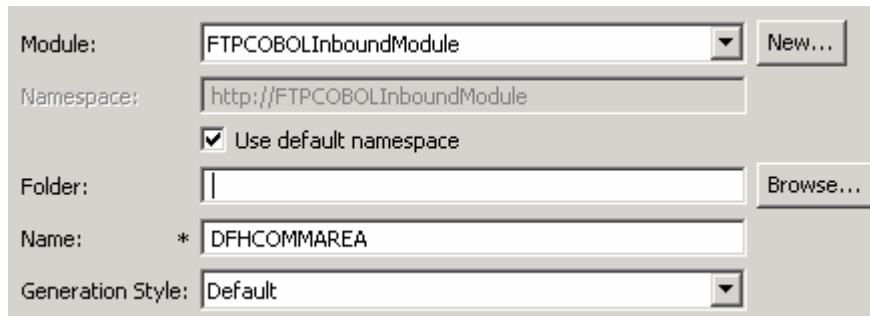 Module: FTPCOBOLInboundModule New...
Namespace: http://FTPCOBOLInboundModule
Use default namespace
Folder: Browse...
Name: * DFHCOMMAREA
Generation Style: Default